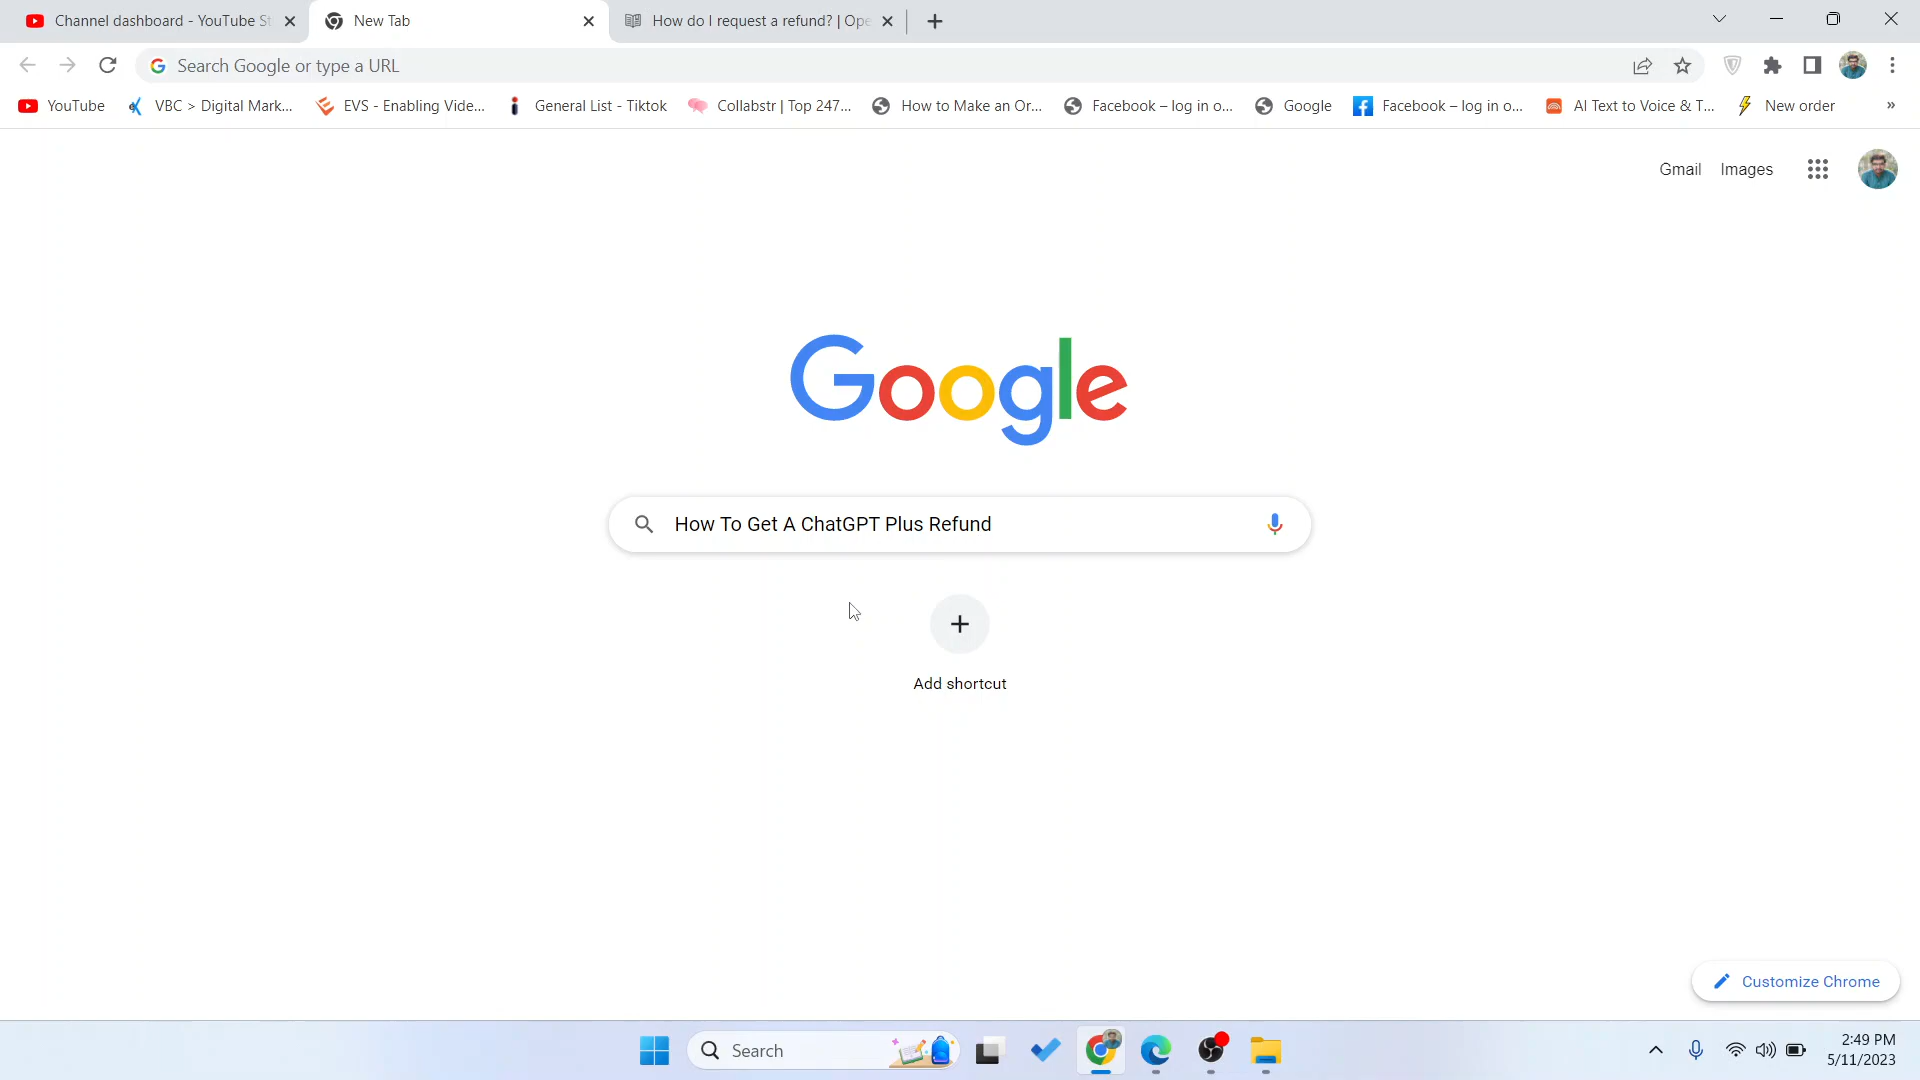 Channel dashboard - YouTube St
New Tab
How do I request a refund? | Ope
Search Google or type a URL
YouTube
VBC > Digital Mark...
EVS - Enabling Vide...
General List - Tiktok
Collabstr | Top 247...
How to Make an Or...
Facebook – log in o...
Google
Facebook – log in o...
AI Text to Voice & T...
New order
»
Gmail
Images
Google
How To Get A ChatGPT Plus Refund
Add shortcut
Customize Chrome
Search
2:49 PM
5/11/2023